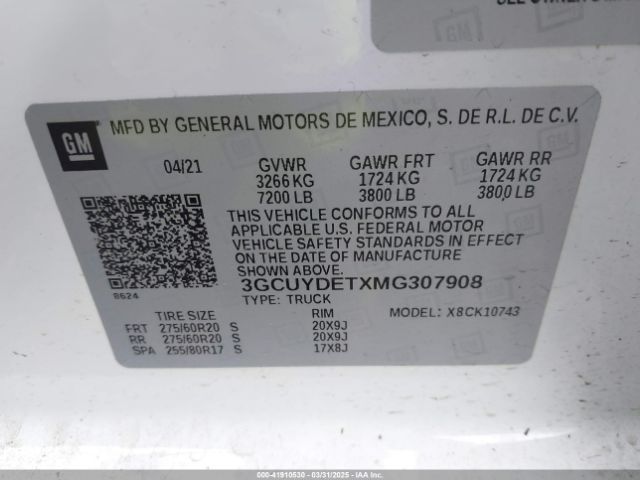 GM
MFD BY GENERAL MOTORS DE MEXICO, S. DE R.L. DE C.V.
04/21 GVWR GAWR FRT GAWR RR
3266 KG 1724 KG 1724 KG
7200 LB 3800 LB 3800 LB
THIS VEHICLE CONFORMS TO ALL
APPLICABLE U.S. FEDERAL MOTOR
VEHICLE SAFETY STANDARDS IN EFFECT
ON THE DATE OF MANUFACTURE
SHOWN ABOVE.
3GCUYDETXMG307908
8624 TYPE: TRUCK
TIRE SIZE RIM MODEL: X8CK10743
FRT 275/60R20 S 20X9J
RR 275/60R20 S 20X9J
SPA 255/80R17 S 17X8J
000-41910530 - 03/31/2025 - IAAI.COM